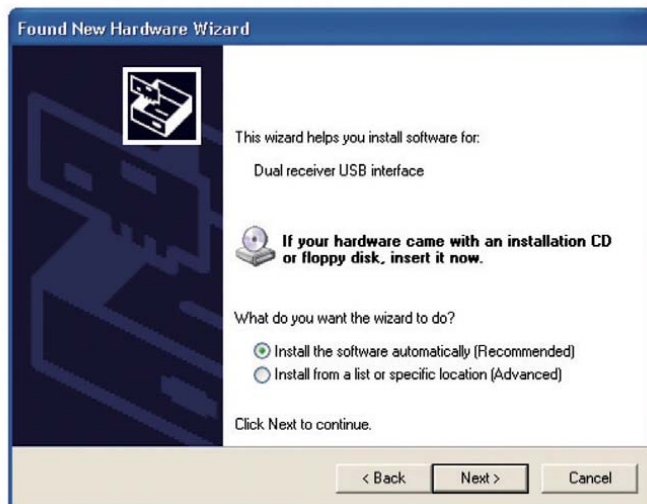 Found New Hardware Wizard
This wizard helps you install software for:
Dual receiver USB interface
If your hardware came with an installation CD
or floppy disk, insert it now.
What do you want the wizard to do?
Install the software automatically (Recommended)
Install from a list or specific location (Advanced)
Click Next to continue.
< Back Next > Cancel